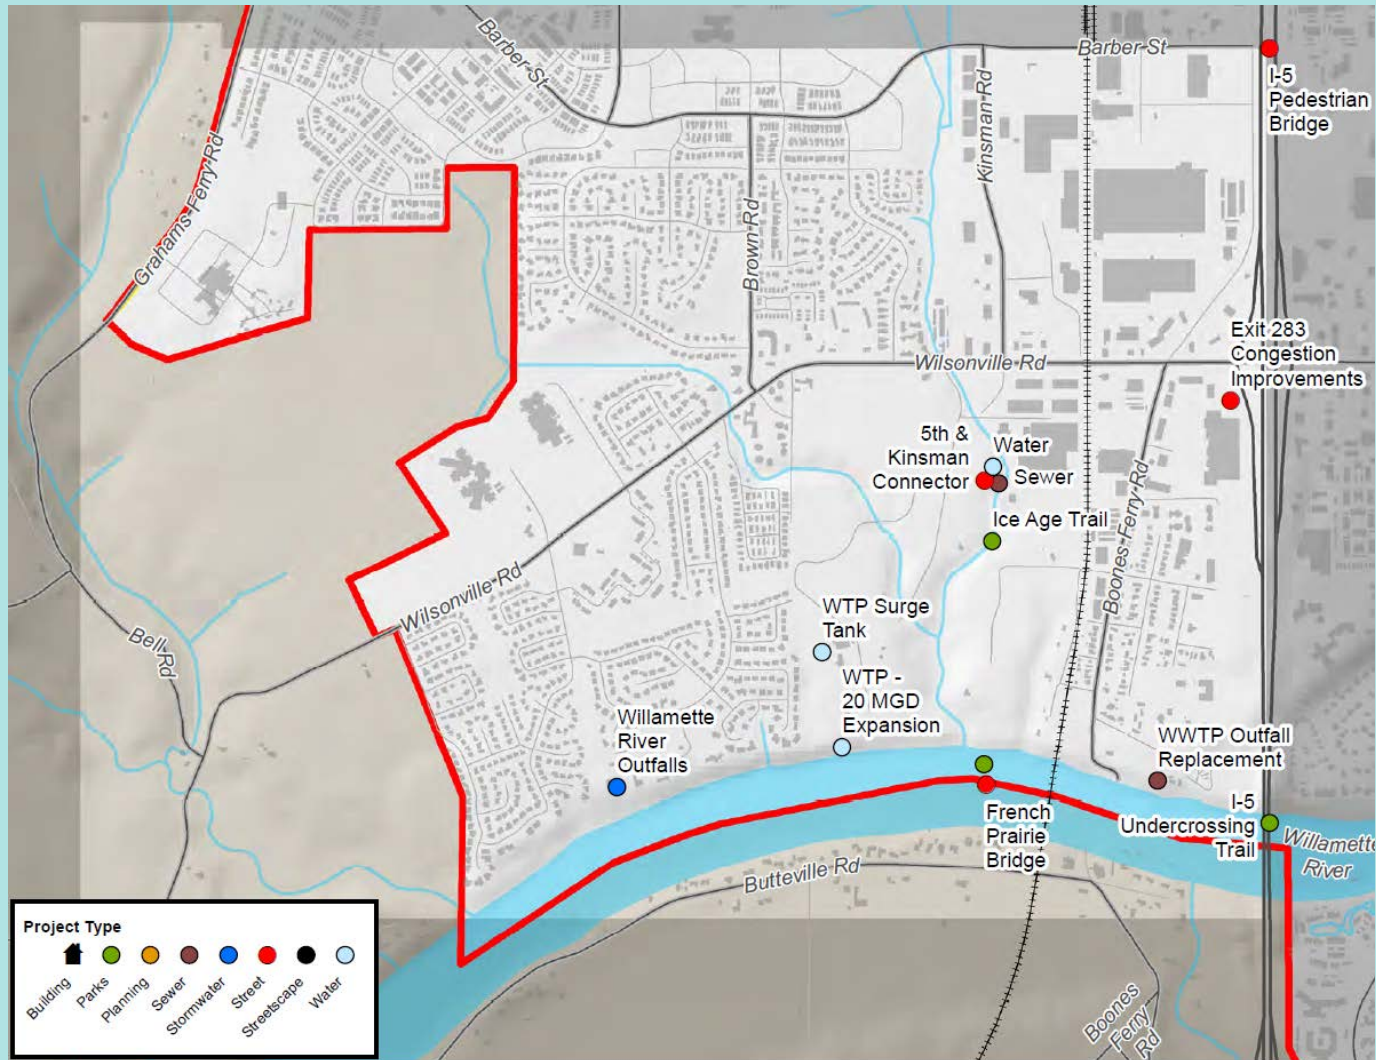 Barber St
Barber St
I-5
Pedestrian
Bridge
Kinsman Rd
Grahams Ferry Rd
Brown Rd
Exit 283
Congestion
Improvements
Wilsonville Rd
5th &
Kinsman
Connector
Water
Sewer
Ice Age Trail
Boones Ferry Rd
Wilsonville Rd
WTP Surge
Tank
Bell Rd
WTP -
20 MGD
Expansion
Willamette
River
Outfalls
WWTP Outfall
Replacement
I-5
Undercrossing
Trail
French
Prairie
Bridge
Willamette
River
Butteville Rd
Boones
Ferry
Rd
Project Type
Building
Parks
Planning
Sewer
Stormwater
Street
Streetscape
Water